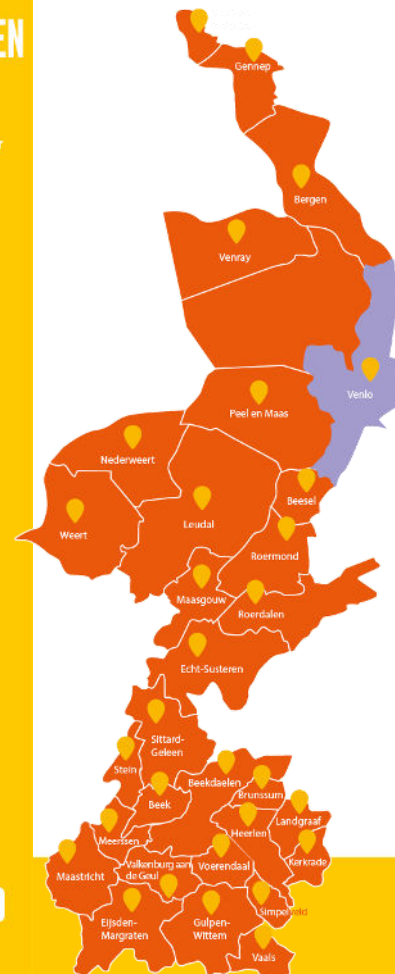 EN
Gennep
Bergen
Venray
Venlo
Peel en Maas
Nederweert
Beesel
Leudal
Weert
Roermond
Maasgouw
Roerdalen
Echt-Susteren
Sittard-
Geleen
Stein
Beekdaelen
Brunssum
Beek
Landgraaf
Heerlen
Meerssen
Kerkrade
Valkenburg aan
de Geul
Voerendaal
Maastricht
Simpelveld
Eijsden-
Margraten
Gulpen-
Wittem
Vaals